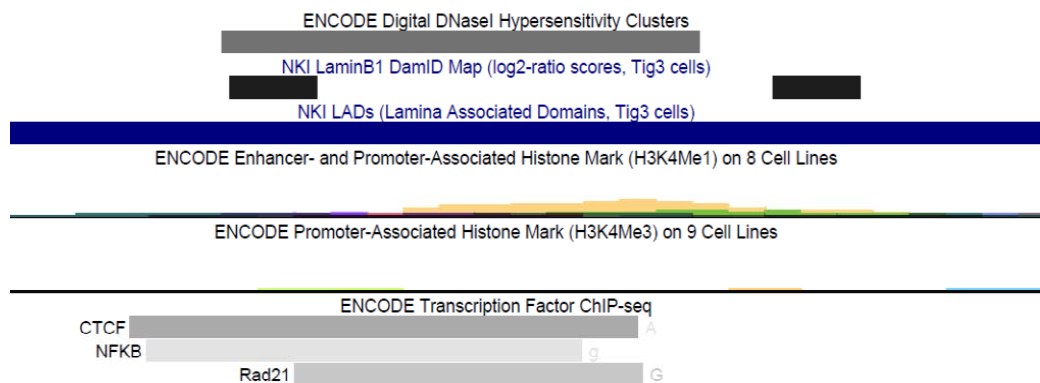 ENCODE Digital DNaseI Hypersensitivity Clusters
NKI LaminB1 DamID Map (log2-ratio scores, Tig3 cells)
NKI LADs (Lamina Associated Domains, Tig3 cells)
ENCODE Enhancer- and Promoter-Associated Histone Mark (H3K4Me1) on 8 Cell Lines
ENCODE Promoter-Associated Histone Mark (H3K4Me3) on 9 Cell Lines
ENCODE Transcription Factor ChIP-seq
CTCF A
NFKB g
Rad21 G